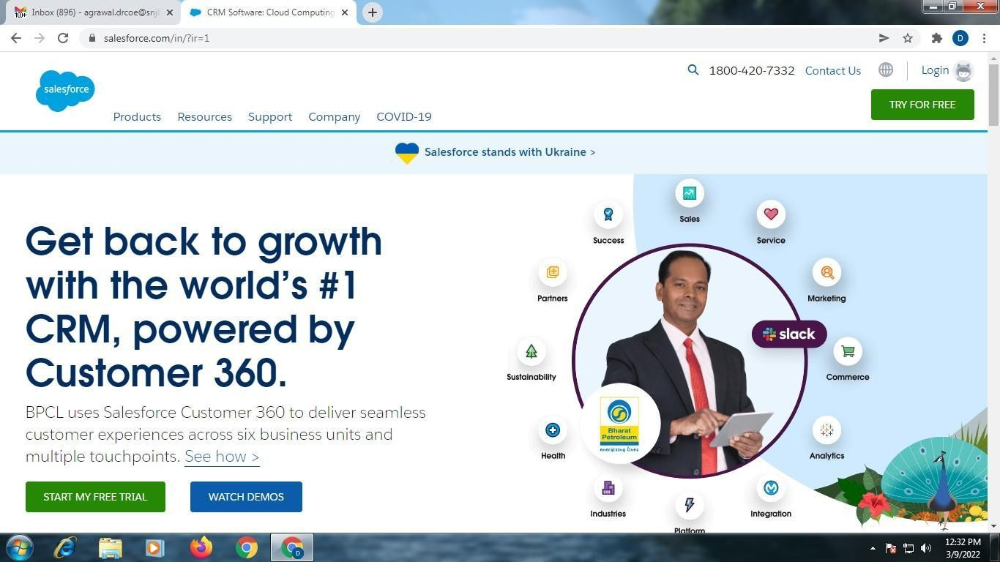 100+
Inbox (896) - agrawal.drcoe@snj
CRM Software: Cloud Computing
salesforce.com/in/?ir=1
D
salesforce
1800-420-7332
Contact Us
Login
TRY FOR FREE
Products
Resources
Support
Company
COVID-19
Salesforce stands with Ukraine >
Get back to growth
with the world's #1
CRM, powered by
Customer 360.
BPCL uses Salesforce Customer 360 to deliver seamless
customer experiences across six business units and
multiple touchpoints. See how >
START MY FREE TRIAL
WATCH DEMOS
Sales
Success
Service
Partners
Marketing
slack
Sustainability
Commerce
Bharat
Petroleum
energising lives
Health
Analytics
Industries
Integration
Platform
D
12:32 PM
3/9/2022